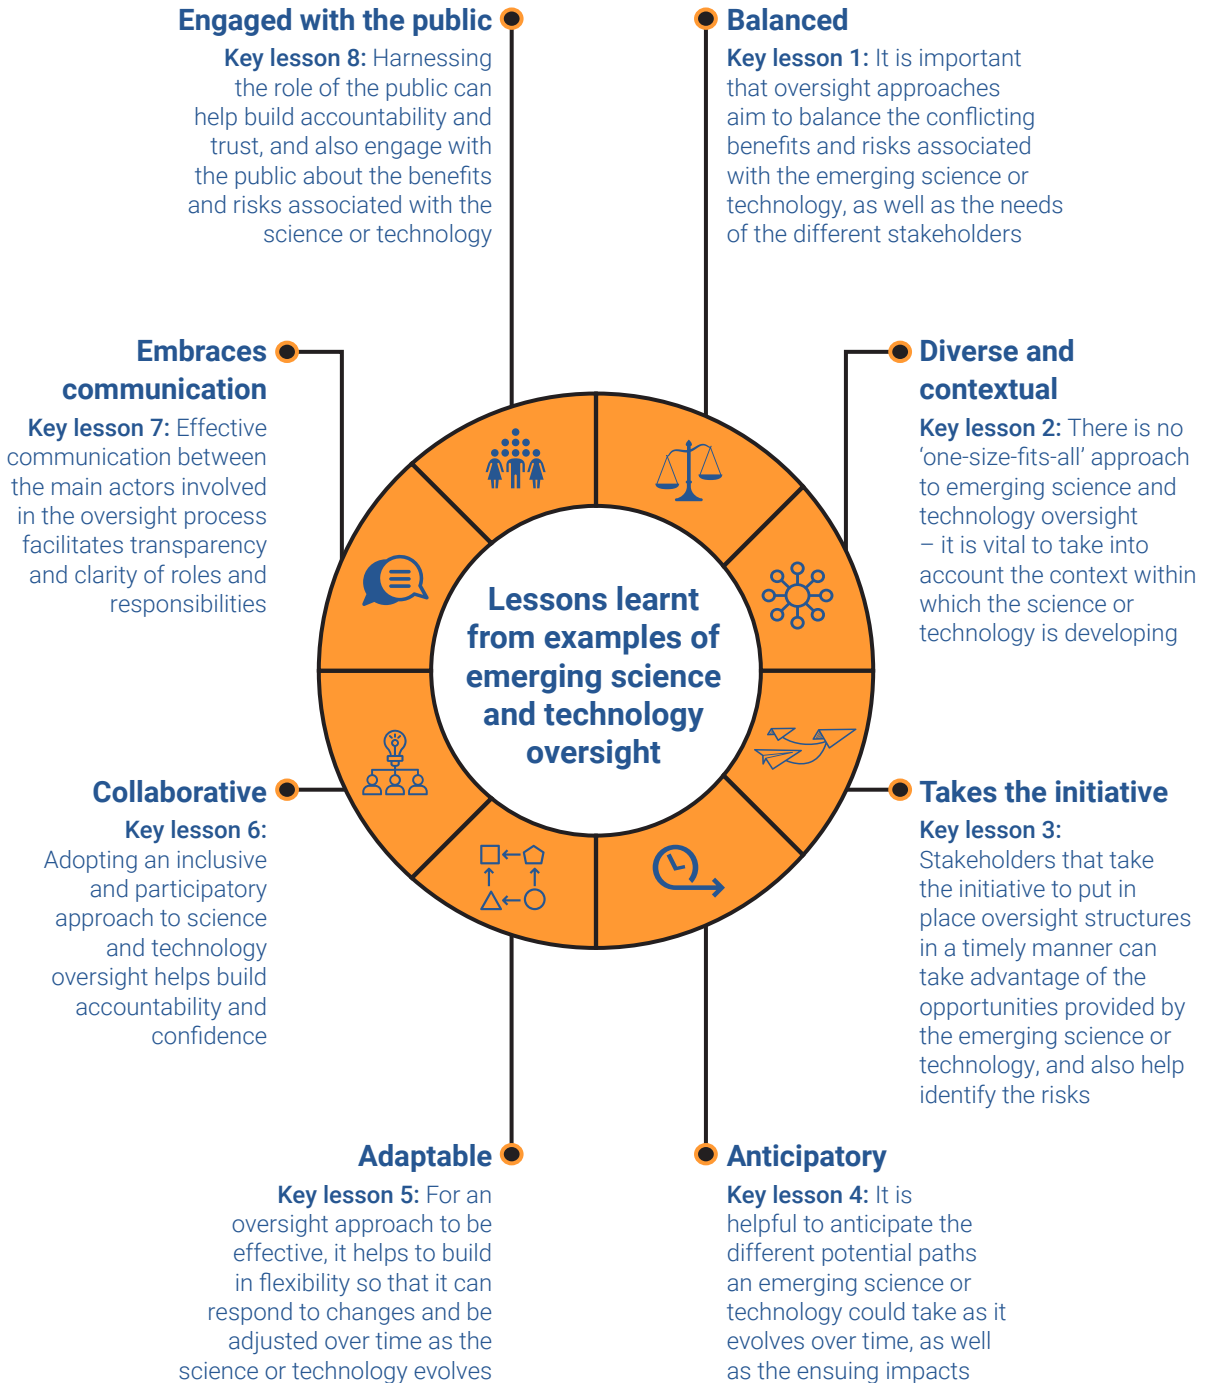 Engaged with the public
Key lesson 8: Harnessing
the role of the public can
help build accountability and
trust, and also engage with
the public about the benefits
and risks associated with the
science or technology
Balanced
Key lesson 1: It is important
that oversight approaches
aim to balance the conflicting
benefits and risks associated
with the emerging science or
technology, as well as the needs
of the different stakeholders
Embraces
communication
Key lesson 7: Effective
communication between
the main actors involved
in the oversight process
facilitates transparency
and clarity of roles and
responsibilities
Diverse and
contextual
Key lesson 2: There is no
‘one-size-fits-all’ approach
to emerging science and
technology oversight
– it is vital to take into
account the context within
which the science or
technology is developing
Lessons learnt
from examples of
emerging science
and technology
oversight
Collaborative
Key lesson 6:
Adopting an inclusive
and participatory
approach to science
and technology
oversight helps build
accountability and
confidence
Takes the initiative
Key lesson 3:
Stakeholders that take
the initiative to put in
place oversight structures
in a timely manner can
take advantage of the
opportunities provided by
the emerging science or
technology, and also help
identify the risks
Adaptable
Key lesson 5: For an
oversight approach to be
effective, it helps to build
in flexibility so that it can
respond to changes and be
adjusted over time as the
science or technology evolves
Anticipatory
Key lesson 4: It is
helpful to anticipate the
different potential paths
an emerging science or
technology could take as it
evolves over time, as well
as the ensuing impacts